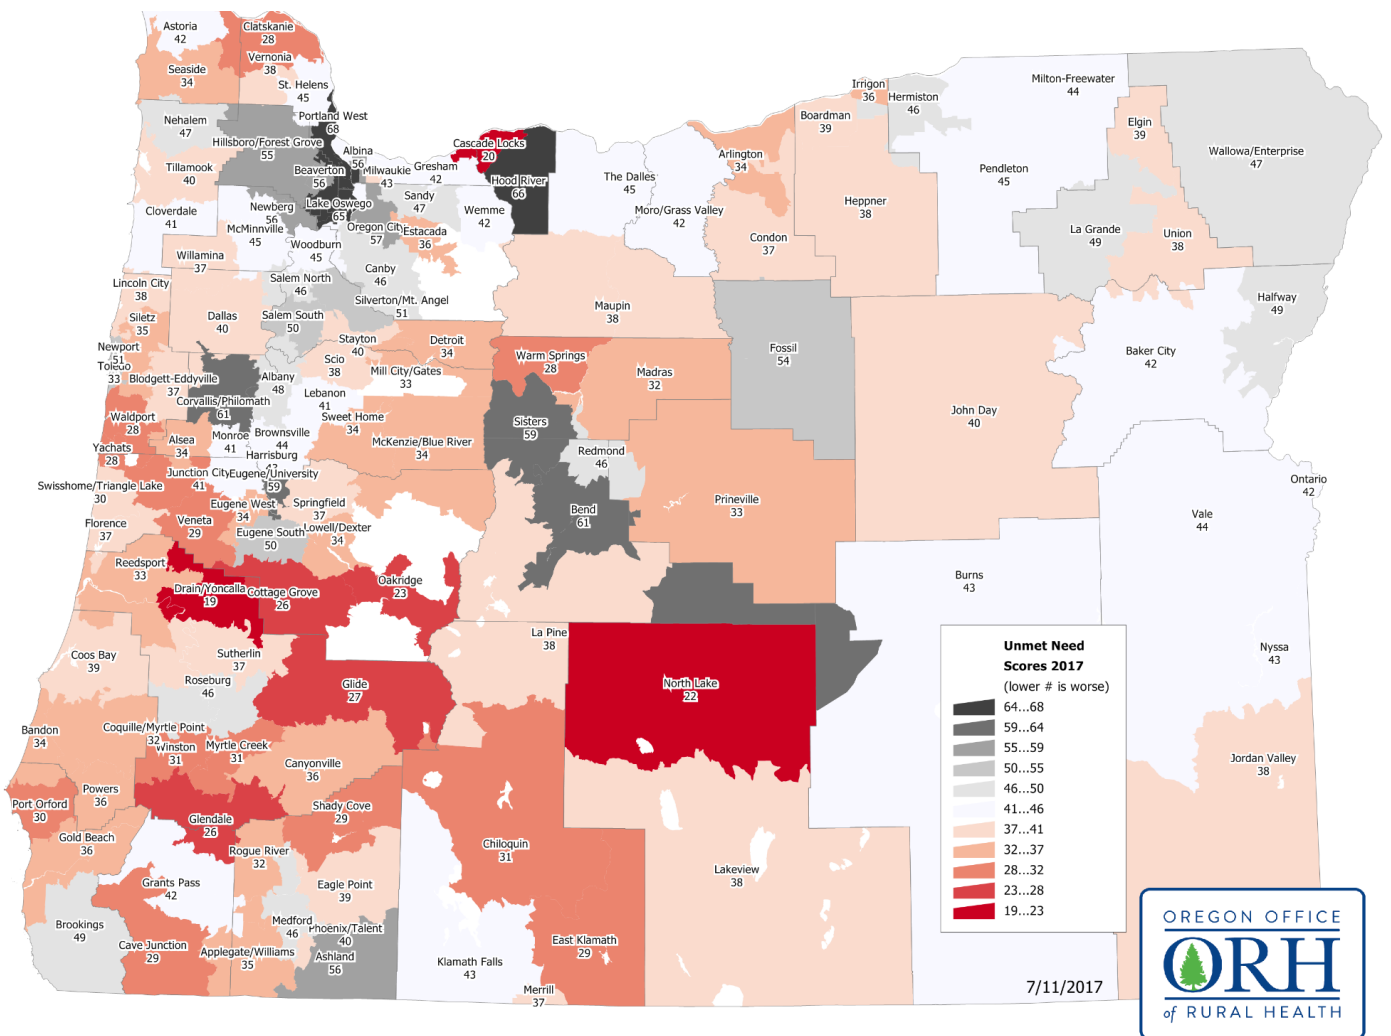 Astoria
42
Clatskanie
28
Vernonia
38
Seaside
34
St. Helens
45
Irrigon
36
Hermiston
46
Milton-Freewater
44
Portland West
68
Boardman
39
Nehalem
47
Elgin
39
Hillsboro/Forest Grove
55
Albina
56
Cascade Locks
20
Arlington
34
Wallowa/Enterprise
47
Tillamook
40
Beaverton
56
Milwaukie
43
Gresham
42
Hood River
66
The Dalles
45
Pendleton
45
Newberg
56
Lake Oswego
65
Sandy
47
Wemme
42
Moro/Grass Valley
42
Heppner
38
Cloverdale
41
McMinnville
45
Oregon City
57
Estacada
36
Condon
37
La Grande
49
Union
38
Woodburn
45
Willamina
37
Canby
46
Lincoln City
38
Salem North
46
Silverton/Mt. Angel
51
Halfway
49
Siletz
35
Dallas
40
Salem South
50
Maupin
38
Newport
51
Stayton
40
Detroit
34
Fossil
54
Baker City
42
Toledo
33
Scio
38
Warm Springs
28
Blodgett-Eddyville
37
Albany
48
Mill City/Gates
33
Madras
32
Corvallis/Philomath
61
Lebanon
41
John Day
40
Waldport
28
Sweet Home
34
Sisters
59
Alsea
34
Monroe
41
Brownsville
44
McKenzie/Blue River
34
Yachats
28
Harrisburg
Redmond
46
Junction City
41
Eugene/University
59
Ontario
42
Swisshome/Triangle Lake
30
Eugene West
34
Springfield
37
Prineville
33
Bend
61
Vale
44
Florence
37
Veneta
29
Eugene South
50
Lowell/Dexter
34
Reedsport
33
Drain/Yoncalla
19
Cottage Grove
26
Oakridge
23
Burns
43
La Pine
38
Coos Bay
39
Sutherlin
37
Nyssa
43
Roseburg
46
Glide
27
North Lake
22
Unmet Need
Scores 2017
(lower # is worse)
64...68
59...64
55...59
50...55
46...50
41...46
37...41
32...37
28...32
23...28
19...23
Bandon
34
Coquille/Myrtle Point
32
Winston
31
Myrtle Creek
31
Canyonville
36
Jordan Valley
38
Powers
36
Port Orford
30
Glendale
26
Shady Cove
29
Gold Beach
36
Rogue River
32
Chiloquin
31
Lakeview
38
Grants Pass
42
Eagle Point
39
Brookings
49
Medford
46
Phoenix/Talent
40
Cave Junction
29
Applegate/Williams
35
Ashland
56
Klamath Falls
43
East Klamath
29
Merrill
37
7/11/2017
OREGON OFFICE
ORH
of RURAL HEALTH